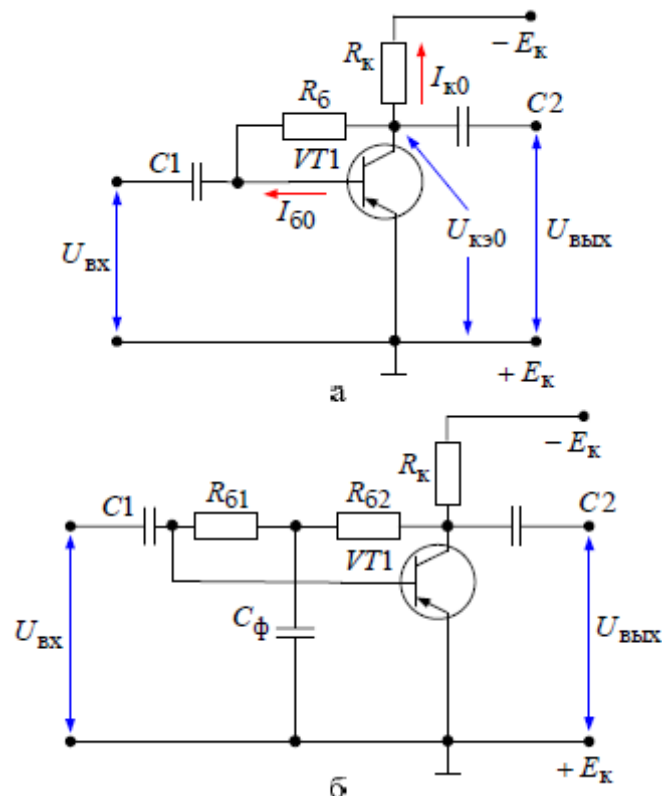 − Eк
Rк
Iк0
Rб
C2
C1
VT1
Iб0
Uкэ0
Uвх
Uвых
+ Eк
а
− Eк
Rк
C1
Rб1
Rб2
C2
VT1
Cф
Uвх
Uвых
+ Eк
б